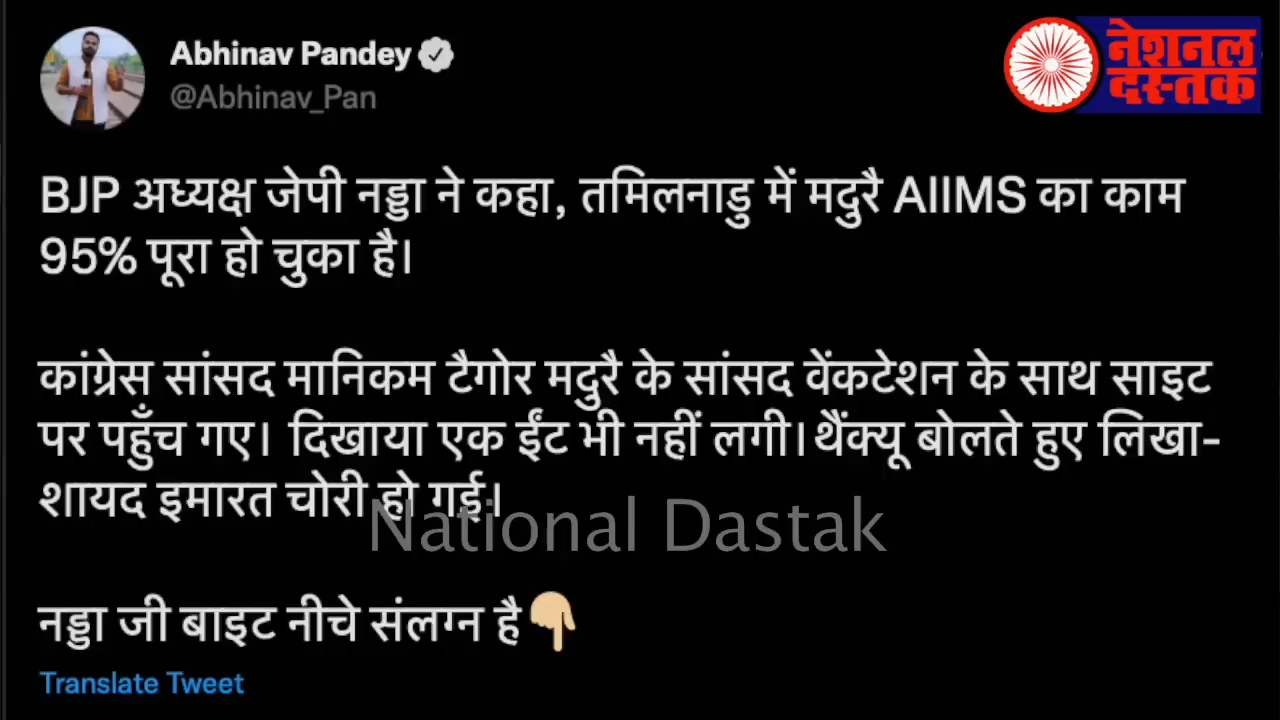 Abhinav Pandey
@Abhinav_Pan
नेशनल
दस्तक
BJP अध्यक्ष जेपी नड्डा ने कहा, तमिलनाडु में मदुरै AIIMS का काम
95% पूरा हो चुका है।
कांग्रेस सांसद मानिकम टैगोर मदुरै के सांसद वेंकटेशन के साथ साइट
पर पहुँच गए। दिखाया एक ईंट भी नहीं लगी। थैंक्यू बोलते हुए लिखा-
शायद इमारत चोरी हो गई।
National Dastak
नड्डा जी बाइट नीचे संलग्न है👇
Translate Tweet